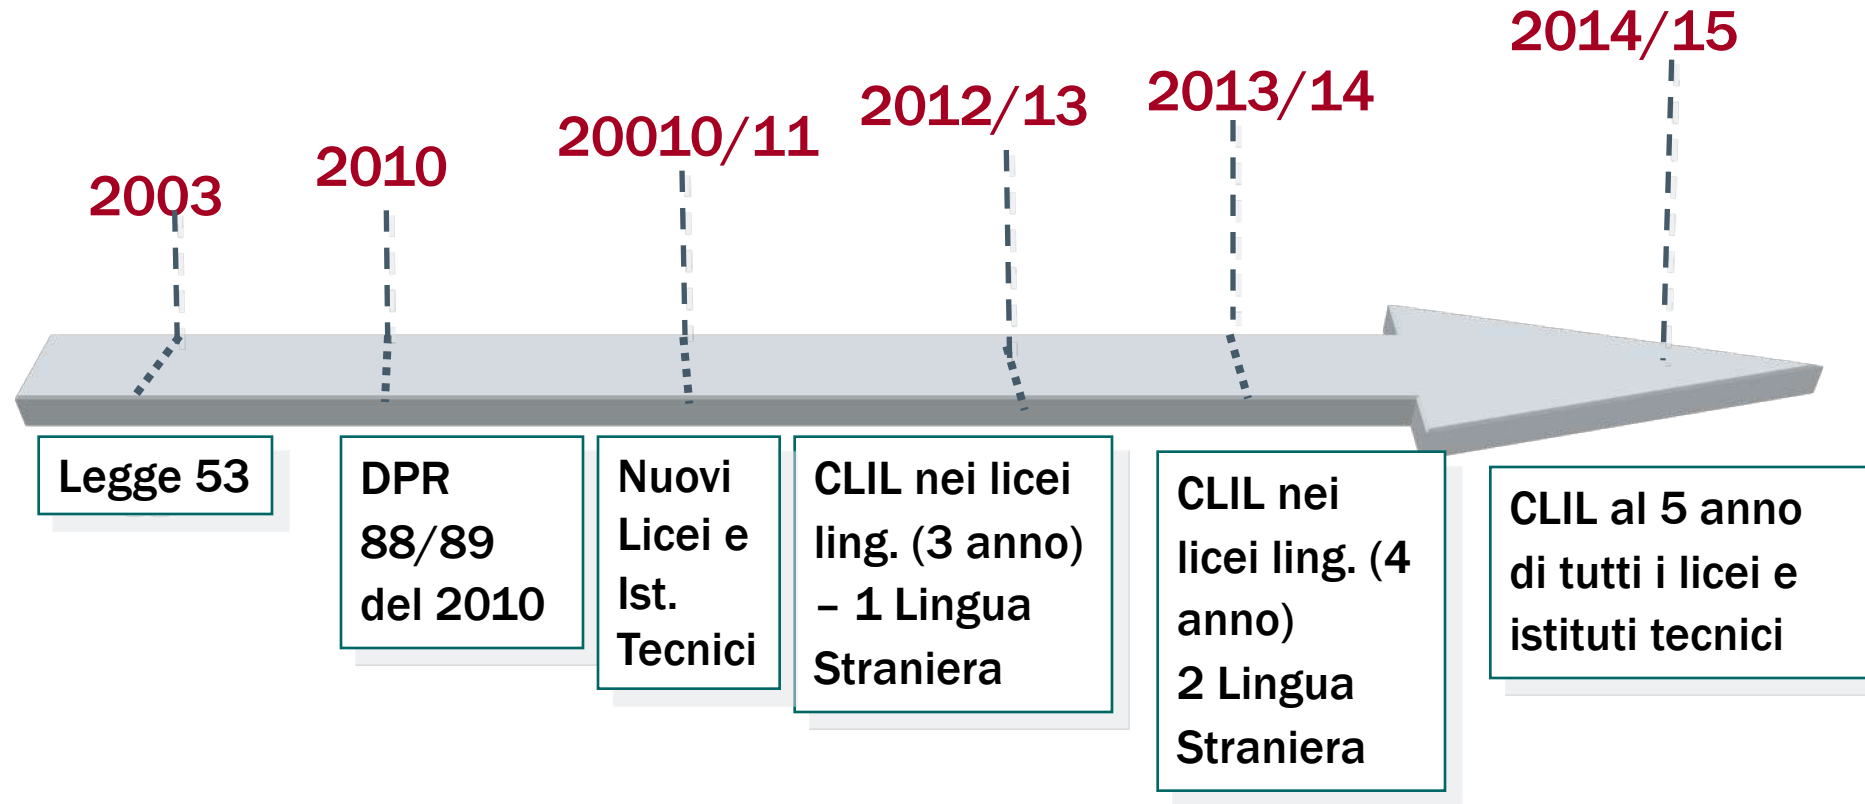 2003
2010
20010/11
2012/13
2013/14
2014/15
Legge 53
DPR
88/89
del 2010
Nuovi
Licei e
Ist.
Tecnici
CLIL nei licei
ling. (3 anno)
– 1 Lingua
Straniera
CLIL nei
licei ling. (4
anno)
2 Lingua
Straniera
CLIL al 5 anno
di tutti i licei e
istituti tecnici